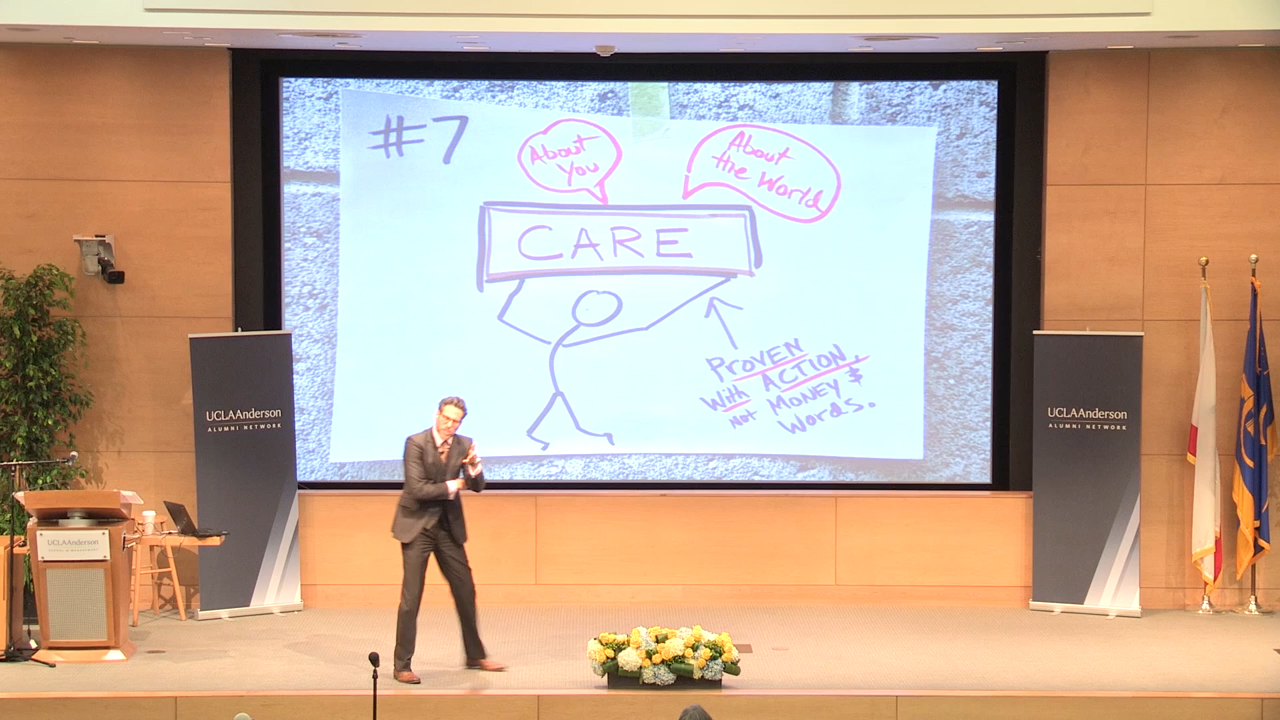 #7
About
You
About
the World
CARE
PROVEN
With ACTION,
not MONEY &
Words.
UCLAAnderson
ALUMNI NETWORK
UCLAAnderson
ALUMNI NETWORK
UCLAAnderson